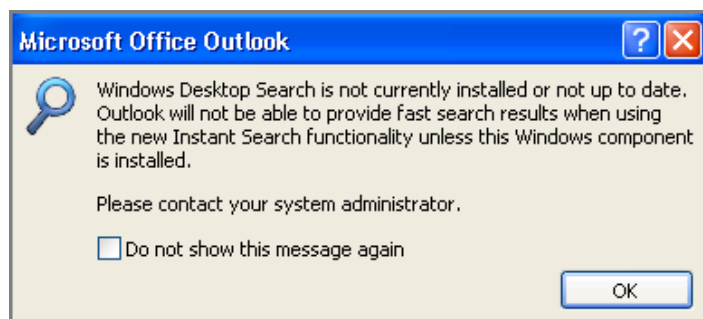 Microsoft Office Outlook
Windows Desktop Search is not currently installed or not up to date.
Outlook will not be able to provide fast search results when using
the new Instant Search functionality unless this Windows component
is installed.
Please contact your system administrator.
Do not show this message again
OK